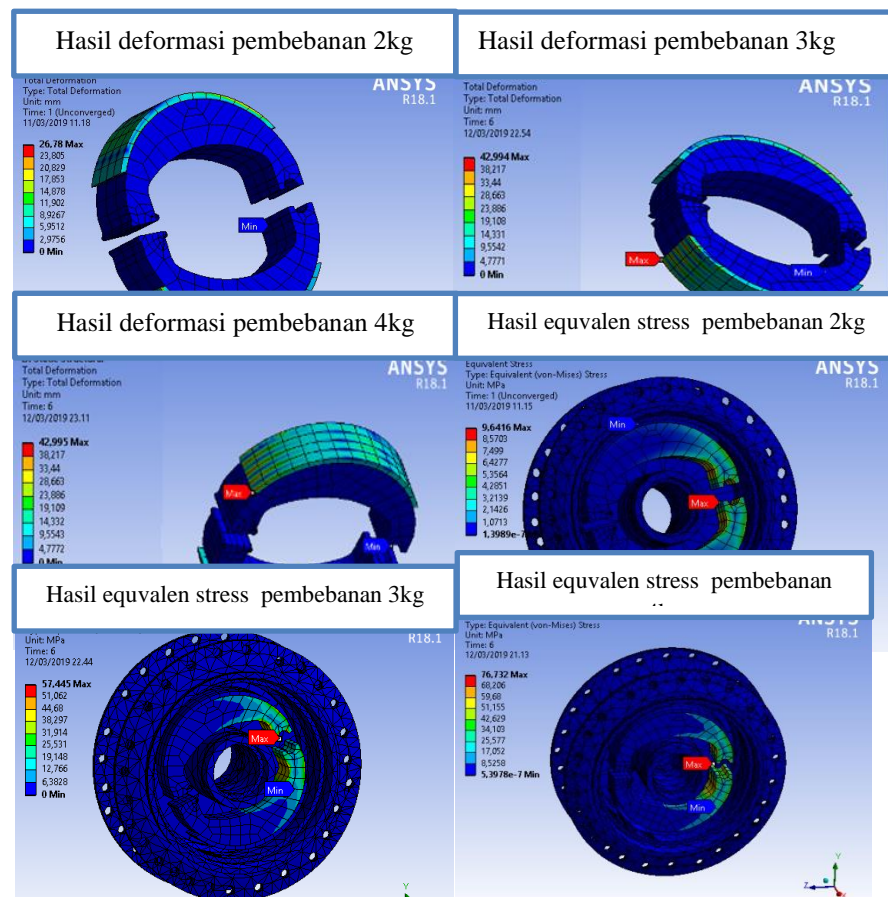 Hasil deformasi pembebanan 2kg
Total Deformation
Type: Total Deformation
Unit: mm
Time: 1 (Unconverged)
11/03/2019 11.18
26,78 Max
23,805
20,829
17,853
14,878
11,902
8,9267
5,9512
2,9756
0 Min
ANSYS
R18.1
Min
Hasil deformasi pembebanan 3kg
Total Deformation
Type: Total Deformation
Unit: mm
Time: 6
12/03/2019 22.54
42,994 Max
38,217
33,44
28,663
23,886
19,108
14,331
9,5542
4,7771
0 Min
ANSYS
R18.1
Max
Min
Hasil deformasi pembebanan 4kg
Total Deformation
Type: Total Deformation
Unit: mm
Time: 6
12/03/2019 23.11
42,995 Max
38,217
33,44
28,663
23,886
19,109
14,332
9,5543
4,7772
0 Min
ANSYS
R18.1
Max
Min
Hasil equvalen stress pembebanan 2kg
Equivalent Stress
Type: Equivalent (von-Mises) Stress
Unit: MPa
Time: 1 (Unconverged)
11/03/2019 11.15
9,6416 Max
8,5703
7,499
6,4277
5,3564
4,2851
3,2139
2,1426
1,0713
1,3989e-7
ANSYS
R18.1
Min
Max
Hasil equvalen stress pembebanan 3kg
Unit: MPa
Time: 6
12/03/2019 22.44
57,445 Max
51,062
44,68
38,297
31,914
25,531
19,148
12,766
6,3828
0 Min
R18.1
Max
Min
Y
Hasil equvalen stress pembebanan
Type: Equivalent (von-Mises) Stress
Unit: MPa
Time: 6
12/03/2019 21.13
76,732 Max
68,206
59,68
51,155
42,629
34,103
25,577
17,052
8,5258
5,3978e-7 Min
ANSYS
R18.1
Max
Min
Y
Z
X